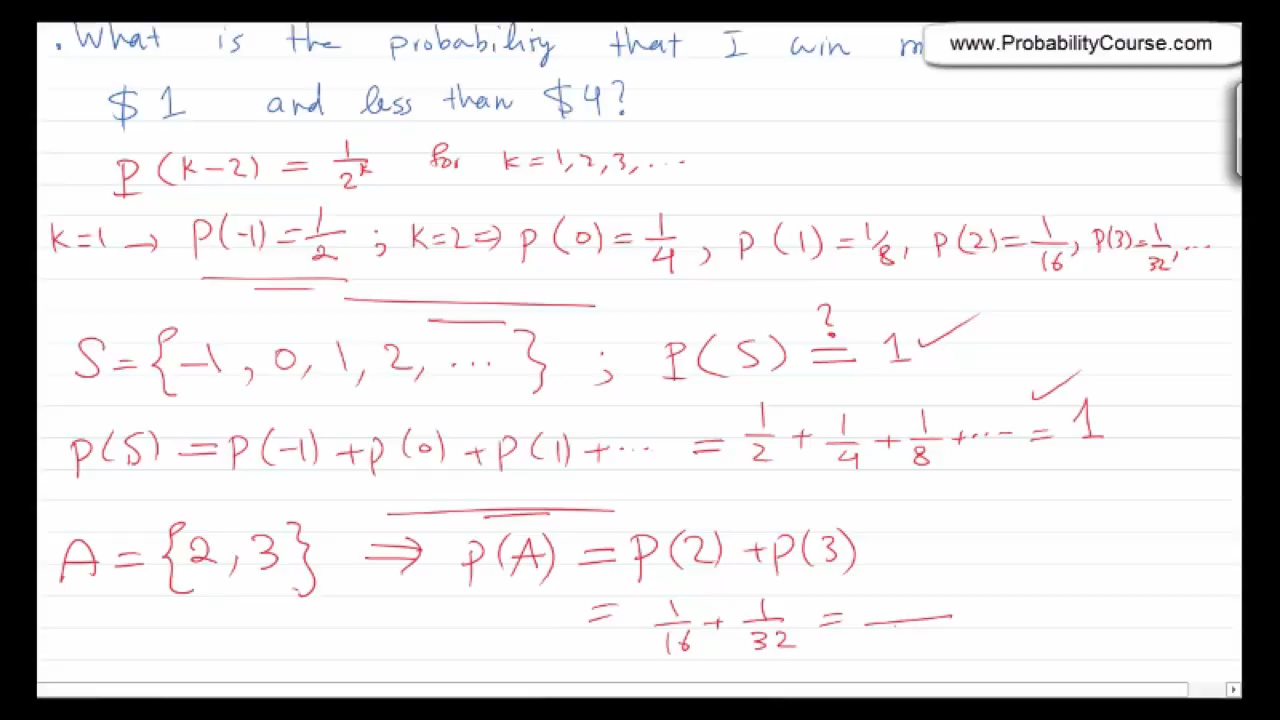 . What is the probability that I win
www.ProbabilityCourse.com
$ 1 and less than $4?
P(k-2) = 1/2^k for k=1,2,3,...
k=1 → P(-1)=1/2 ; k=2 ⇒ P(0)=1/4 , P(1)=1/8, P(2)=1/16, P(3)=1/32, ...
S={-1, 0, 1, 2, ...} ; P(S) ?= 1 ✓
P(S) = P(-1) + P(0) + P(1) + ... = 1/2 + 1/4 + 1/8 + ... = 1 ✓
A = {2, 3} ⇒ P(A) = P(2) + P(3)
= 1/16 + 1/32 =